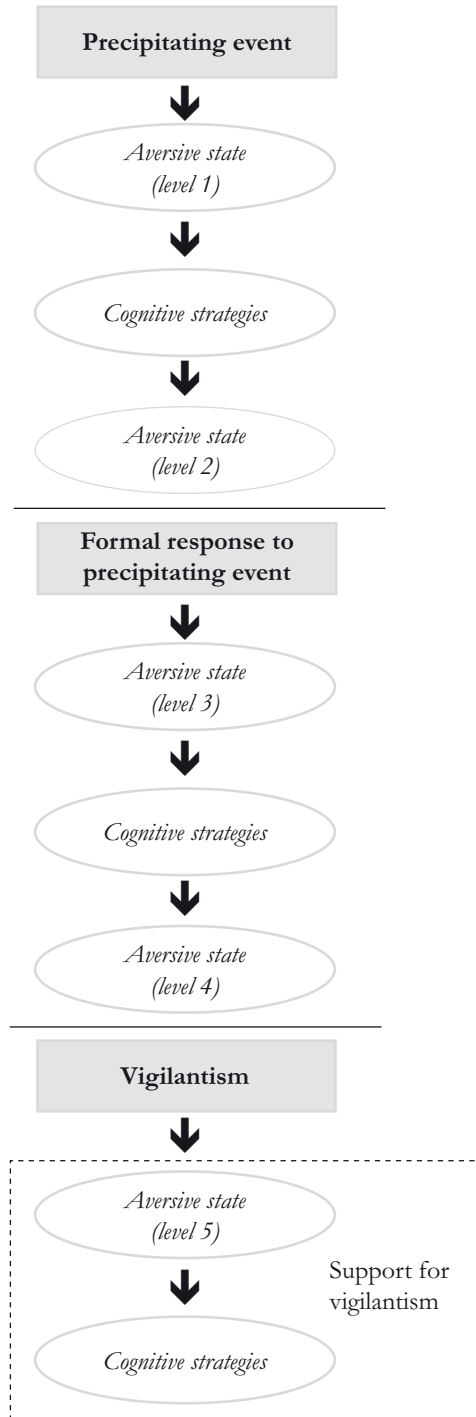 Precipitating event
Aversive state
(level 1)
Cognitive strategies
Aversive state
(level 2)
Formal response to
precipitating event
Aversive state
(level 3)
Cognitive strategies
Aversive state
(level 4)
Vigilantism
Aversive state
(level 5)
Support for
vigilantism
Cognitive strategies